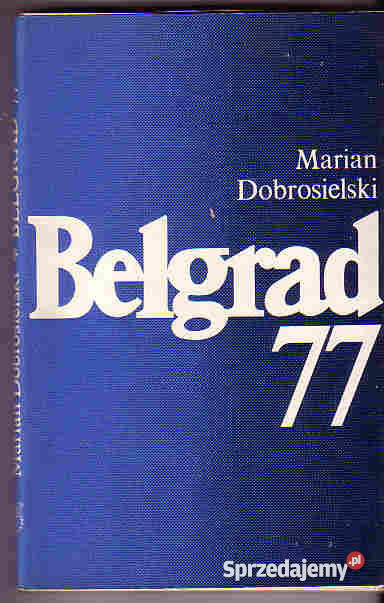 Marian
Dobrosielski
Belgrad
77
Marian Dobrosielski • BELGRAD 77
Sprzedajemy.pl